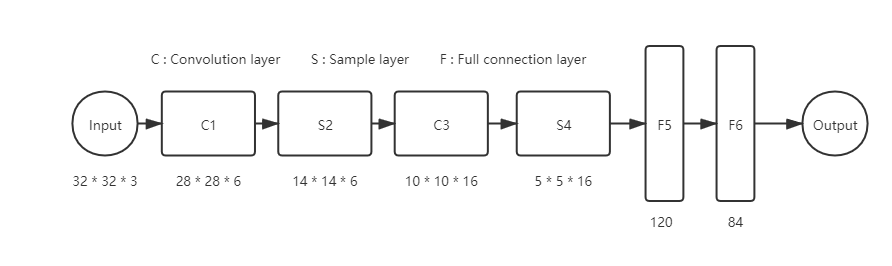 C : Convolution layer S : Sample layer F : Full connection layer
Input C1 S2 C3 S4 F5 F6 Output
32 * 32 * 3 28 * 28 * 6 14 * 14 * 6 10 * 10 * 16 5 * 5 * 16
120 84